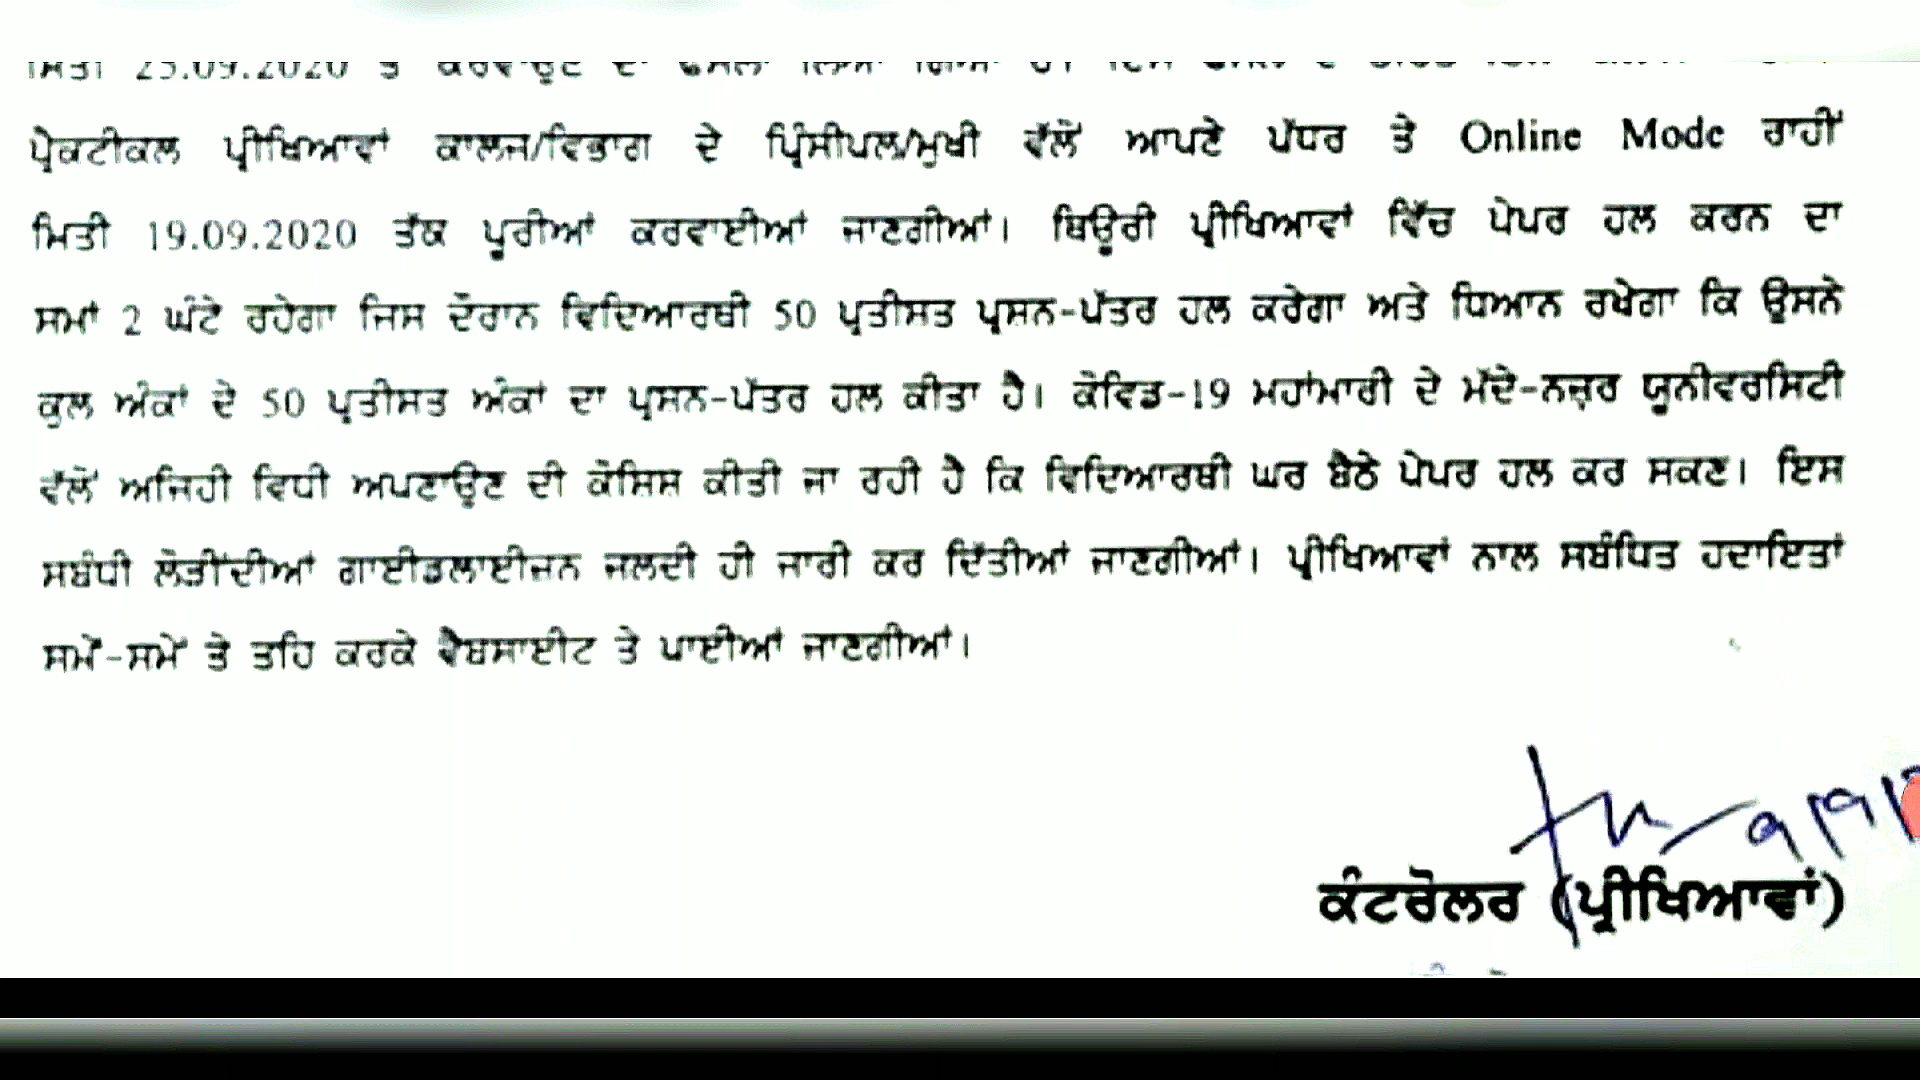 ਪ੍ਰੈਕਟੀਕਲ ਪ੍ਰੀਖਿਆਵਾਂ ਕਾਲਜ/ਵਿਭਾਗ ਦੇ ਪ੍ਰਿੰਸੀਪਲ/ਮੁਖੀ ਵੱਲੋਂ ਆਪਣੇ ਪੱਧਰ ਤੇ Online Mode ਰਾਹੀਂ
ਮਿਤੀ 19.09.2020 ਤੱਕ ਪੂਰੀਆਂ ਕਰਵਾਈਆਂ ਜਾਣਗੀਆਂ। ਥਿਊਰੀ ਪ੍ਰੀਖਿਆਵਾਂ ਵਿੱਚ ਪੇਪਰ ਹਲ ਕਰਨ ਦਾ
ਸਮਾਂ 2 ਘੰਟੇ ਰਹੇਗਾ ਜਿਸ ਦੌਰਾਨ ਵਿਦਿਆਰਥੀ 50 ਪ੍ਰਤੀਸਤ ਪ੍ਰਸ਼ਨ-ਪੱਤਰ ਹਲ ਕਰੇਗਾ ਅਤੇ ਧਿਆਨ ਰਖੇਗਾ ਕਿ ਉਸਨੇ
ਕੁਲ ਅੰਕਾਂ ਦੇ 50 ਪ੍ਰਤੀਸਤ ਅੰਕਾਂ ਦਾ ਪ੍ਰਸ਼ਨ-ਪੱਤਰ ਹਲ ਕੀਤਾ ਹੈ। ਕੋਵਿਡ-19 ਮਹਾਂਮਾਰੀ ਦੇ ਮੱਦੇ-ਨਜ਼ਰ ਯੂਨੀਵਰਸਿਟੀ
ਵੱਲੋਂ ਅਜਿਹੀ ਵਿਧੀ ਅਪਣਾਉਣ ਦੀ ਕੋਸਿਸ ਕੀਤੀ ਜਾ ਰਹੀ ਹੈ ਕਿ ਵਿਦਿਆਰਥੀ ਘਰ ਬੈਠੇ ਪੇਪਰ ਹਲ ਕਰ ਸਕਣ। ਇਸ
ਸਬੰਧੀ ਲੋੜੀਂਦੀਆਂ ਗਾਈਡਲਾਈਜ਼ਨ ਜਲਦੀ ਹੀ ਜਾਰੀ ਕਰ ਦਿੱਤੀਆਂ ਜਾਣਗੀਆਂ। ਪ੍ਰੀਖਿਆਵਾਂ ਨਾਲ ਸਬੰਧਿਤ ਹਦਾਇਤਾਂ
ਸਮੇਂ-ਸਮੇਂ ਤੇ ਤਹਿ ਕਰਕੇ ਵੈਬਸਾਈਟ ਤੇ ਪਾਈਆਂ ਜਾਣਗੀਆਂ।
ਕੰਟਰੋਲਰ (ਪ੍ਰੀਖਿਆਵਾਂ)